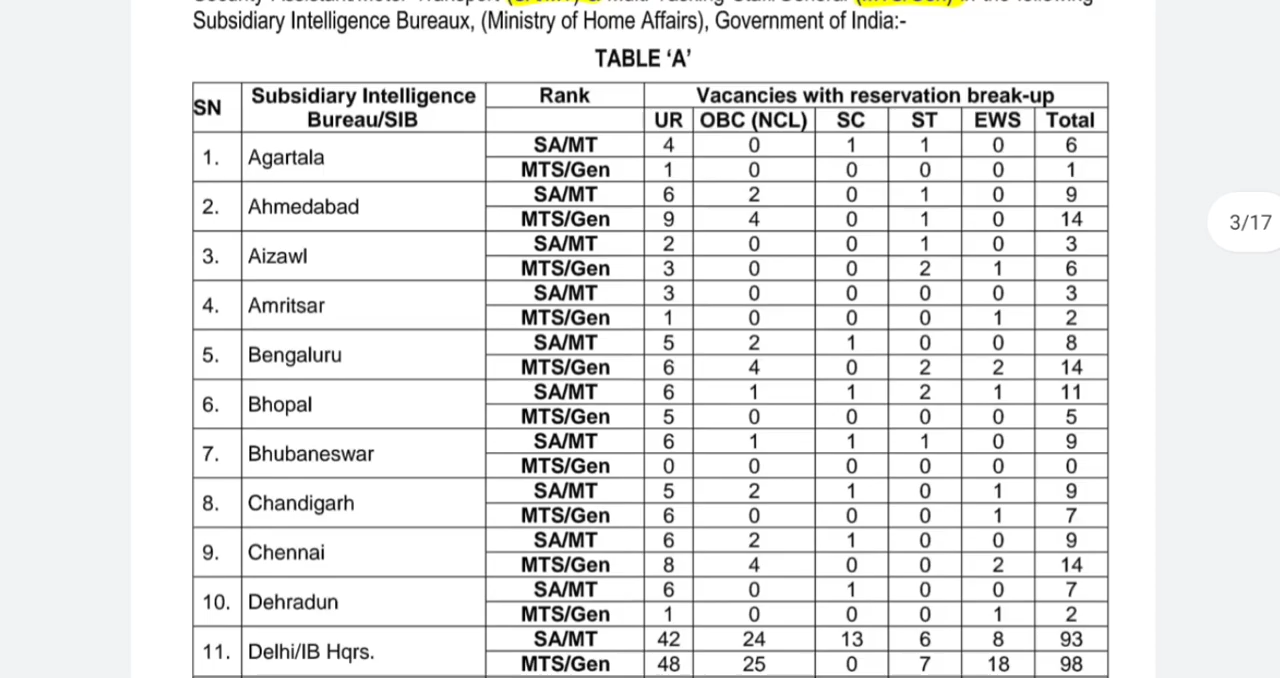 Subsidiary Intelligence Bureaux, (Ministry of Home Affairs), Government of India:-
TABLE ‘A’
SN Subsidiary Intelligence Bureau/SIB Rank Vacancies with reservation break-up
UR OBC (NCL) SC ST EWS Total
1. Agartala SA/MT 4 0 1 1 0 6
MTS/Gen 1 0 0 0 0 1
2. Ahmedabad SA/MT 6 2 0 1 0 9
MTS/Gen 9 4 0 1 0 14
3. Aizawl SA/MT 2 0 0 1 0 3
MTS/Gen 3 0 0 2 1 6
4. Amritsar SA/MT 3 0 0 0 0 3
MTS/Gen 1 0 0 0 1 2
5. Bengaluru SA/MT 5 2 1 0 0 8
MTS/Gen 6 4 0 2 2 14
6. Bhopal SA/MT 6 1 1 2 1 11
MTS/Gen 5 0 0 0 0 5
7. Bhubaneswar SA/MT 6 1 1 1 0 9
MTS/Gen 0 0 0 0 0 0
8. Chandigarh SA/MT 5 2 1 0 1 9
MTS/Gen 6 0 0 0 1 7
9. Chennai SA/MT 6 2 1 0 0 9
MTS/Gen 8 4 0 0 2 14
10. Dehradun SA/MT 6 0 1 0 0 7
MTS/Gen 1 0 0 0 1 2
11. Delhi/IB Hqrs. SA/MT 42 24 13 6 8 93
MTS/Gen 48 25 0 7 18 98
3/17